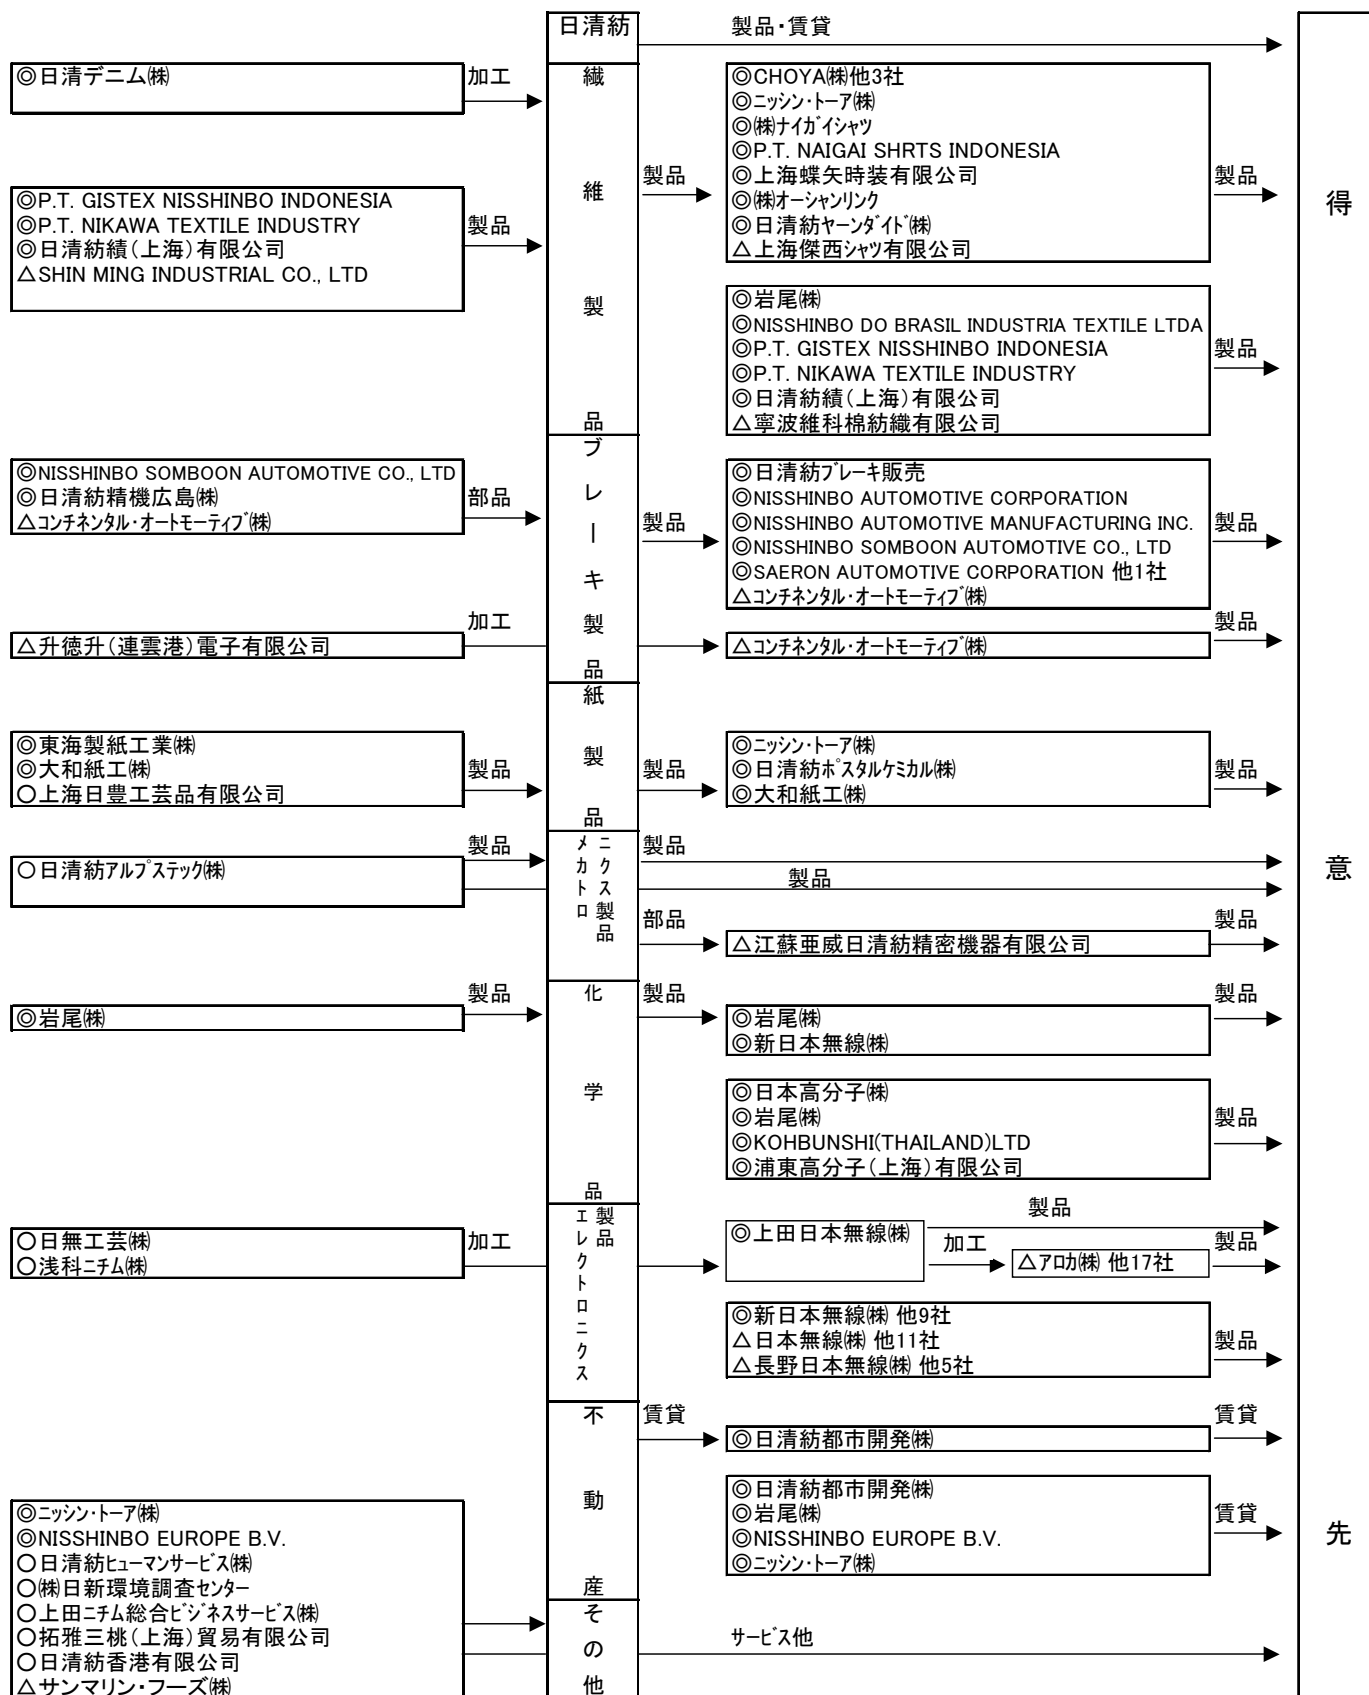 日清紡
製品・賃貸
得
意
先
◎日清デニム㈱
加工
繊
維
製
品
◎CHOYA㈱他3社
◎ニッシン・トーア㈱
◎㈱ナイガイシャツ
◎P.T. NAIGAI SHRTS INDONESIA
◎上海蝶矢時装有限公司
◎㈱オーシャンリンク
◎日清紡ヤーンダイド㈱
△上海傑西シャツ有限公司
製品
製品
◎P.T. GISTEX NISSHINBO INDONESIA
◎P.T. NIKAWA TEXTILE INDUSTRY
◎日清紡績（上海）有限公司
△SHIN MING INDUSTRIAL CO., LTD
製品
◎岩尾㈱
◎NISSHINBO DO BRASIL INDUSTRIA TEXTILE LTDA
◎P.T. GISTEX NISSHINBO INDONESIA
◎P.T. NIKAWA TEXTILE INDUSTRY
◎日清紡績（上海）有限公司
△寧波維科棉紡織有限公司
製品
◎NISSHINBO SOMBOON AUTOMOTIVE CO., LTD
◎日清紡精機広島㈱
△コンチネンタル・オートモーティブ㈱
部品
ブ
レ
ー
キ
製
品
製品
◎日清紡ブレーキ販売
◎NISSHINBO AUTOMOTIVE CORPORATION
◎NISSHINBO AUTOMOTIVE MANUFACTURING INC.
◎NISSHINBO SOMBOON AUTOMOTIVE CO., LTD
◎SAERON AUTOMOTIVE CORPORATION 他1社
△コンチネンタル・オートモーティブ㈱
製品
△升徳升（連雲港）電子有限公司
加工
△コンチネンタル・オートモーティブ㈱
製品
◎東海製紙工業㈱
◎大和紙工㈱
○上海日豊工芸品有限公司
製品
紙
製
品
製品
◎ニッシン・トーア㈱
◎日清紡ポスタルケミカル㈱
◎大和紙工㈱
製品
○日清紡アルプステック㈱
製品
メカトロ
ニクス製品
製品
製品
部品
△江蘇亜威日清紡精密機器有限公司
製品
◎岩尾㈱
製品
化
学
品
製品
◎岩尾㈱
◎新日本無線㈱
製品
◎日本高分子㈱
◎岩尾㈱
◎KOHBUNSHI(THAILAND)LTD
◎浦東高分子（上海）有限公司
製品
○日無工芸㈱
○浅科ニチム㈱
加工
エレクトロニクス
製品
◎上田日本無線㈱
製品
加工
△アロカ㈱ 他17社
製品
◎新日本無線㈱ 他9社
△日本無線㈱ 他11社
△長野日本無線㈱ 他5社
製品
不
動
産
賃貸
◎日清紡都市開発㈱
賃貸
◎日清紡都市開発㈱
◎岩尾㈱
◎NISSHINBO EUROPE B.V.
◎ニッシン・トーア㈱
賃貸
◎ニッシン・トーア㈱
◎NISSHINBO EUROPE B.V.
○日清紡ヒューマンサービス㈱
○㈱日新環境調査センター
○上田ニチム総合ビジネスサービス㈱
○拓雅三桃（上海）貿易有限公司
○日清紡香港有限公司
△サンマリン・フーズ㈱
そ
の
他
サービス他